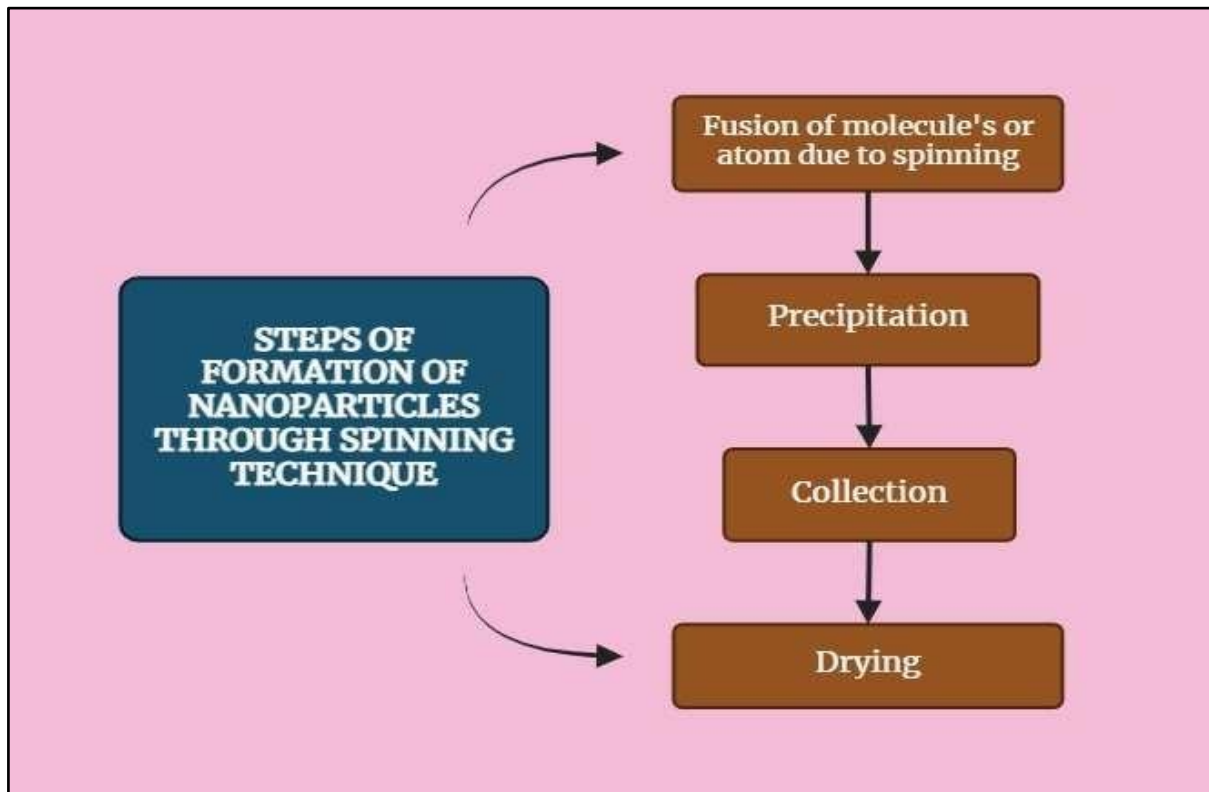 STEPS OF
FORMATION OF
NANOPARTICLES
THROUGH SPINNING
TECHNIQUE
Fusion of molecule's or
atom due to spinning
Precipitation
Collection
Drying